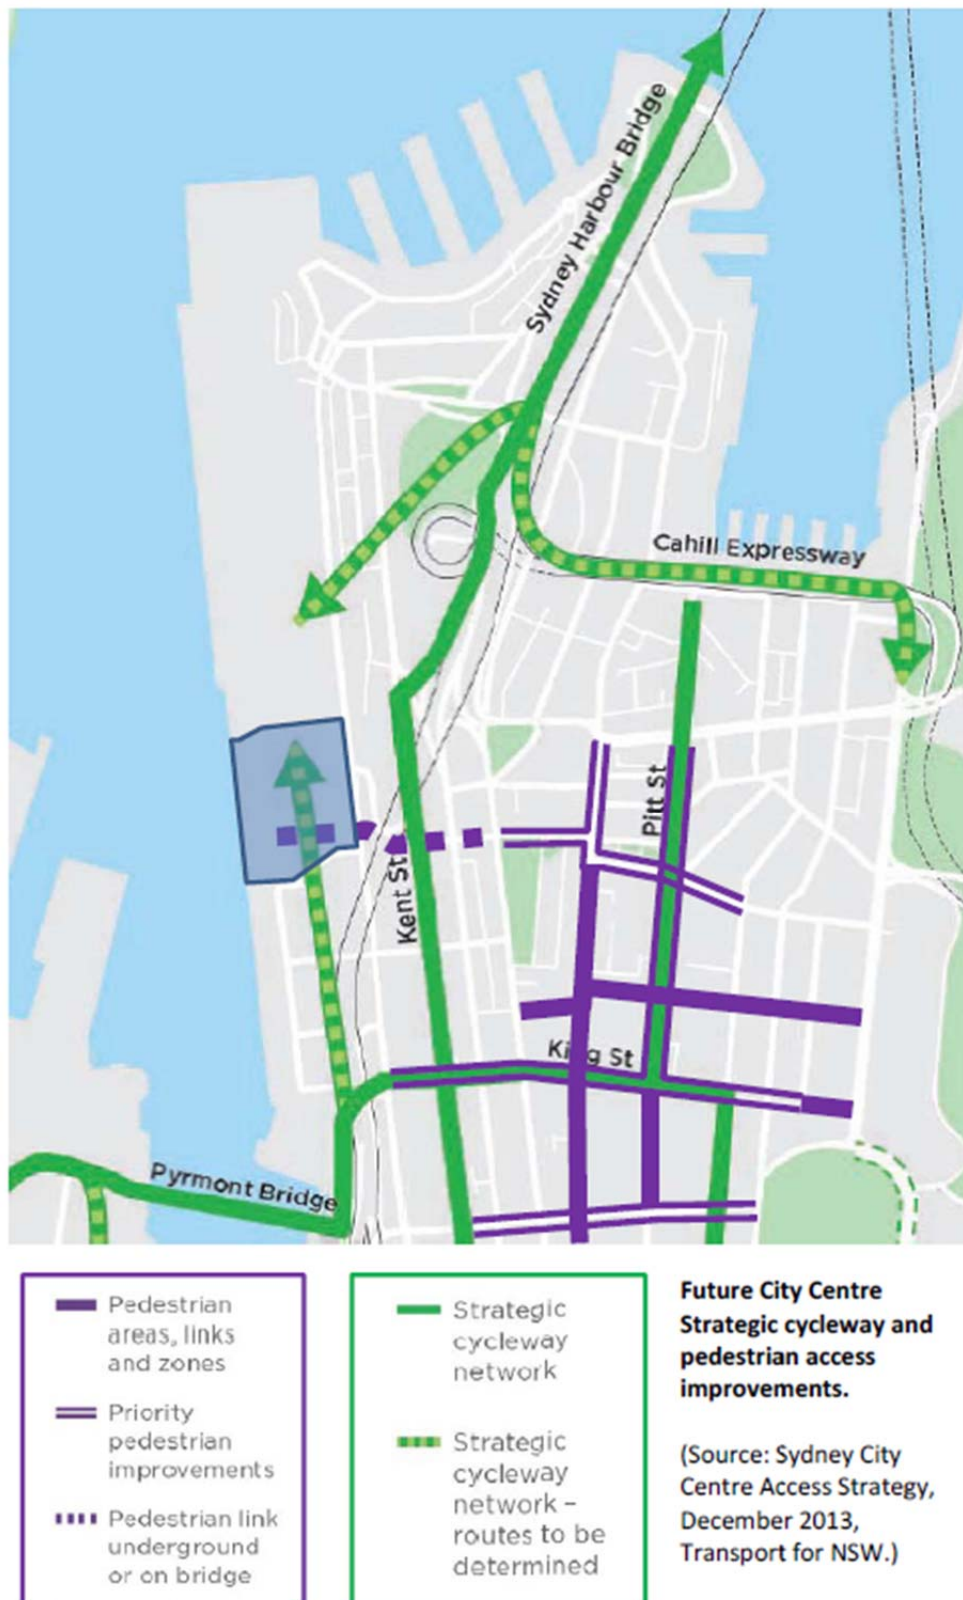 Sydney Harbour Bridge
Cahill Expressway
Pitt St
Kent St
King St
Pyrmont Bridge
Pedestrian
areas, links
and zones
Priority
pedestrian
improvements
Pedestrian link
underground
or on bridge
Strategic
cycleway
network
Strategic
cycleway
network –
routes to be
determined
Future City Centre
Strategic cycleway and
pedestrian access
improvements.
(Source: Sydney City
Centre Access Strategy,
December 2013,
Transport for NSW.)